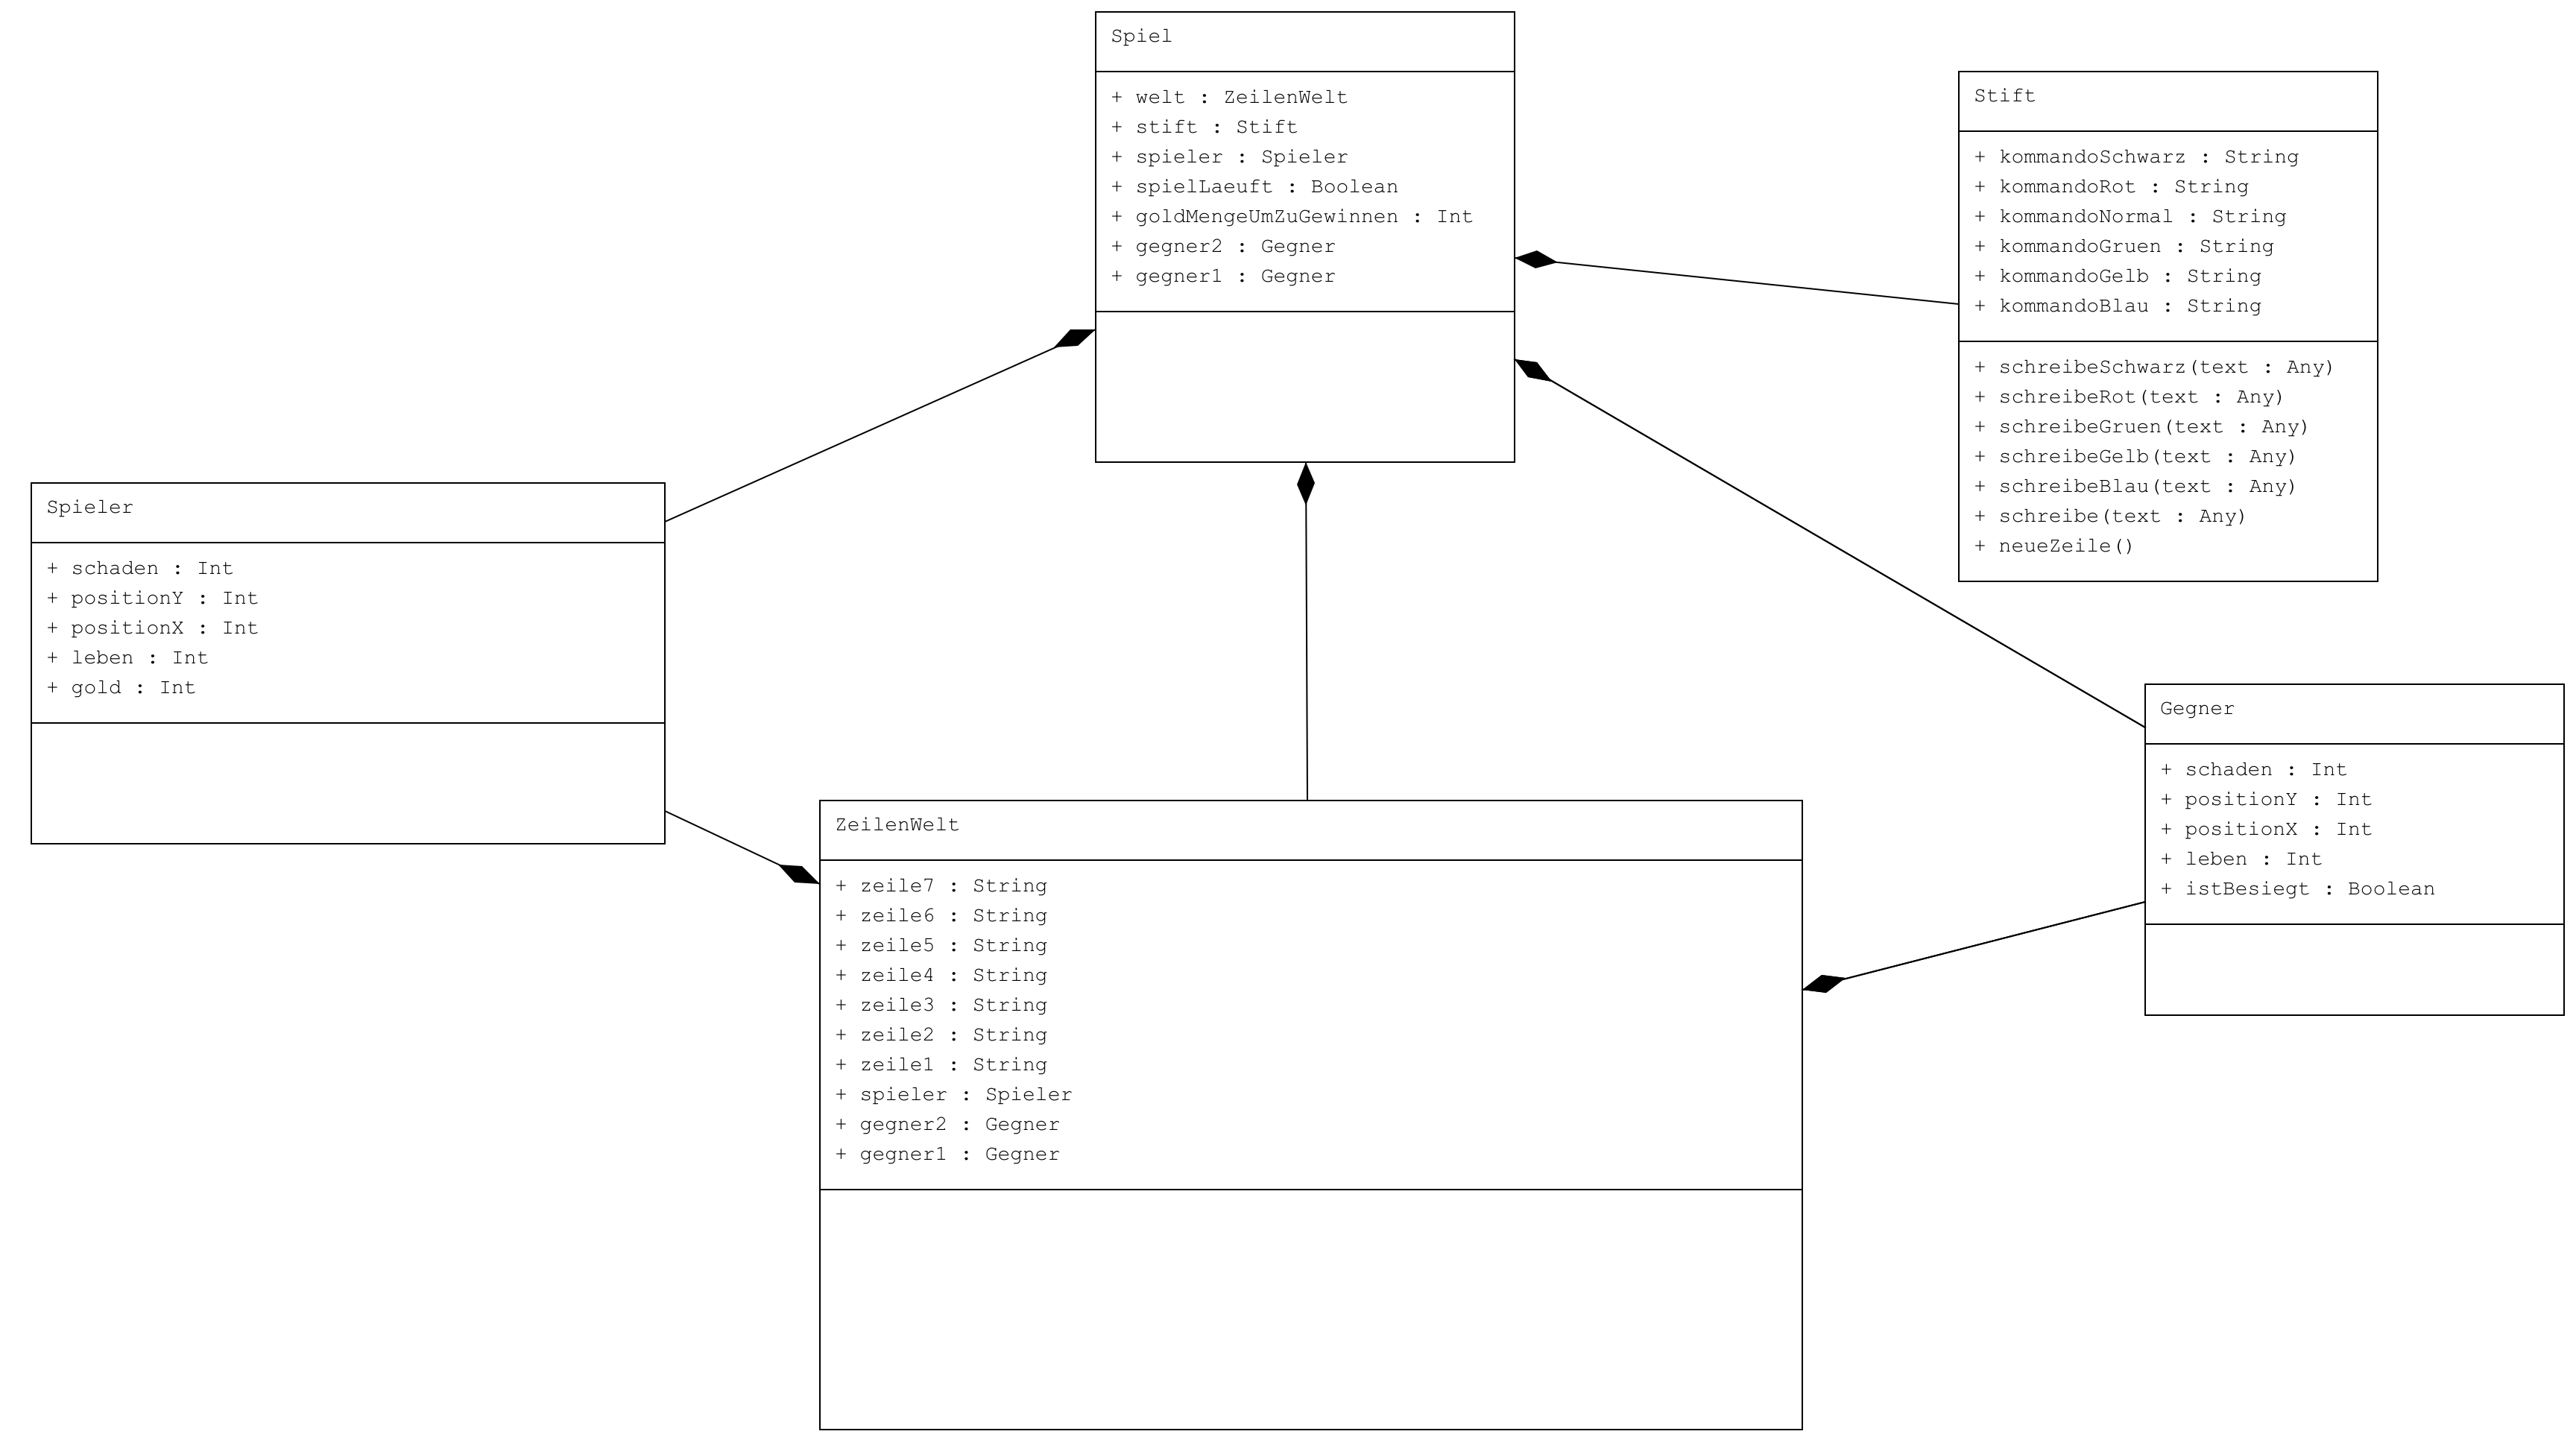 Spiel
+ welt : ZeilenWelt
+ stift : Stift
+ spieler : Spieler
+ spielLaeuft : Boolean
+ goldMengeUmZuGewinnen : Int
+ gegner2 : Gegner
+ gegner1 : Gegner
Stift
+ kommandoSchwarz : String
+ kommandoRot : String
+ kommandoNormal : String
+ kommandoGruen : String
+ kommandoGelb : String
+ kommandoBlau : String
+ schreibeSchwarz(text : Any)
+ schreibeRot(text : Any)
+ schreibeGruen(text : Any)
+ schreibeGelb(text : Any)
+ schreibeBlau(text : Any)
+ schreibe(text : Any)
+ neueZeile()
Spieler
+ schaden : Int
+ positionY : Int
+ positionX : Int
+ leben : Int
+ gold : Int
Gegner
+ schaden : Int
+ positionY : Int
+ positionX : Int
+ leben : Int
+ istBesiegt : Boolean
ZeilenWelt
+ zeile7 : String
+ zeile6 : String
+ zeile5 : String
+ zeile4 : String
+ zeile3 : String
+ zeile2 : String
+ zeile1 : String
+ spieler : Spieler
+ gegner2 : Gegner
+ gegner1 : Gegner